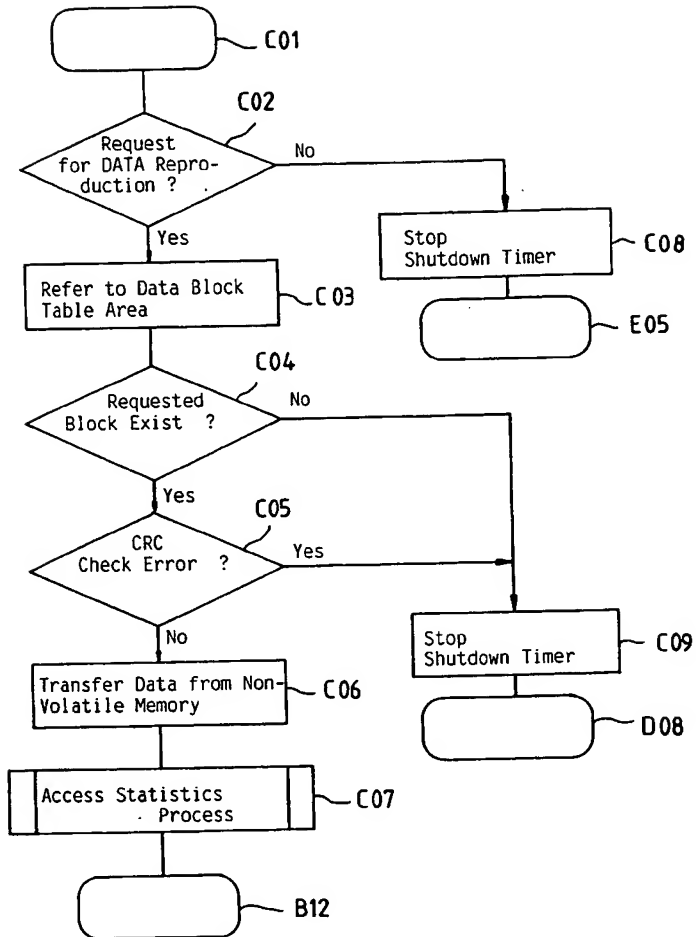 C01
C02
Request
for DATA Repro-
duction ?
No
Yes
Stop
Shutdown Timer
C08
Refer to Data Block
Table Area
C03
E05
C04
Requested
Block Exist ?
No
Yes
C05
CRC
Check Error ?
Yes
No
Stop
Shutdown Timer
C09
Transfer Data from Non-
Volatile Memory
C06
D08
Access Statistics
Process
C07
B12